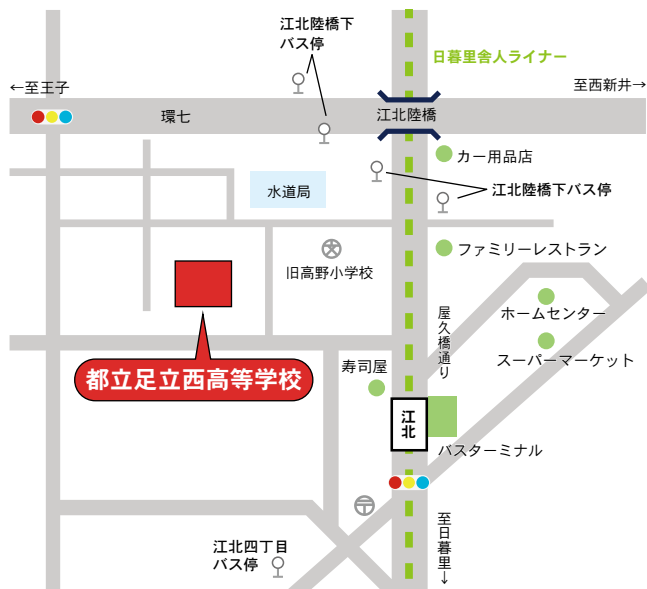 江北陸橋下
バス停
日暮里舎人ライナー
←至王子
至西新井→
環七
江北陸橋
カー用品店
水道局
江北陸橋下バス停
旧高野小学校
ファミリーレストラン
屋久橋通り
ホームセンター
スーパーマーケット
都立足立西高等学校
寿司屋
江北
バスターミナル
江北四丁目
バス停
至日暮里→